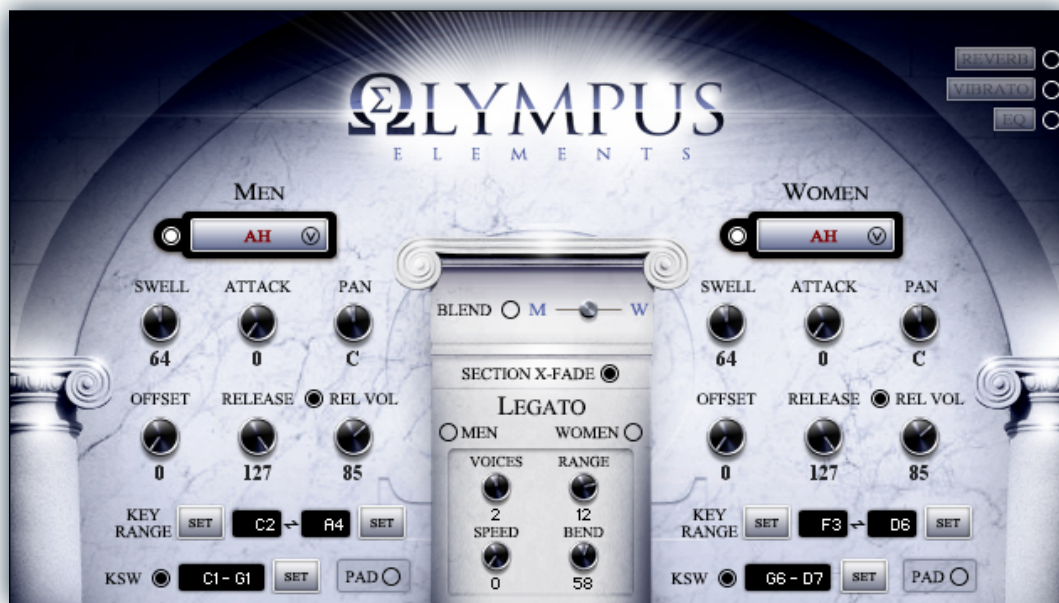 REVERB
VIBRATO
EQ
ΩLYMPUS
Σ
ELEMENTS
MEN
AH
V
SWELL ATTACK PAN
64 0 C
OFFSET RELEASE REL VOL
0 127 85
KEY RANGE SET C2 ⇌ A4 SET
KSW C1 - G1 SET PAD
BLEND M W
SECTION X-FADE
LEGATO
MEN WOMEN
VOICES RANGE
2 12
SPEED BEND
0 58
WOMEN
AH
V
SWELL ATTACK PAN
64 0 C
OFFSET RELEASE REL VOL
0 127 85
KEY RANGE SET F3 ⇌ D6 SET
KSW G6 - D7 SET PAD